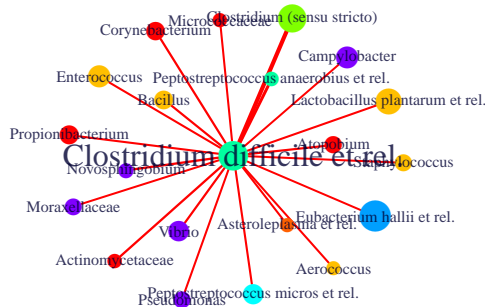 Micrococcaceae
Clostridium (sensu stricto)
Corynebacterium
Campylobacter
Enterococcus
Peptostreptococcus anaerobius et rel.
Bacillus
Lactobacillus plantarum et rel.
Propionibacterium
Atopobium
Clostridium difficile et rel.
Staphylococcus
Novosphingobium
Moraxellaceae
Eubacterium hallii et rel.
Asteroleplasma et rel.
Vibrio
Actinomycetaceae
Aerococcus
Peptostreptococcus micros et rel.
Pseudomonas